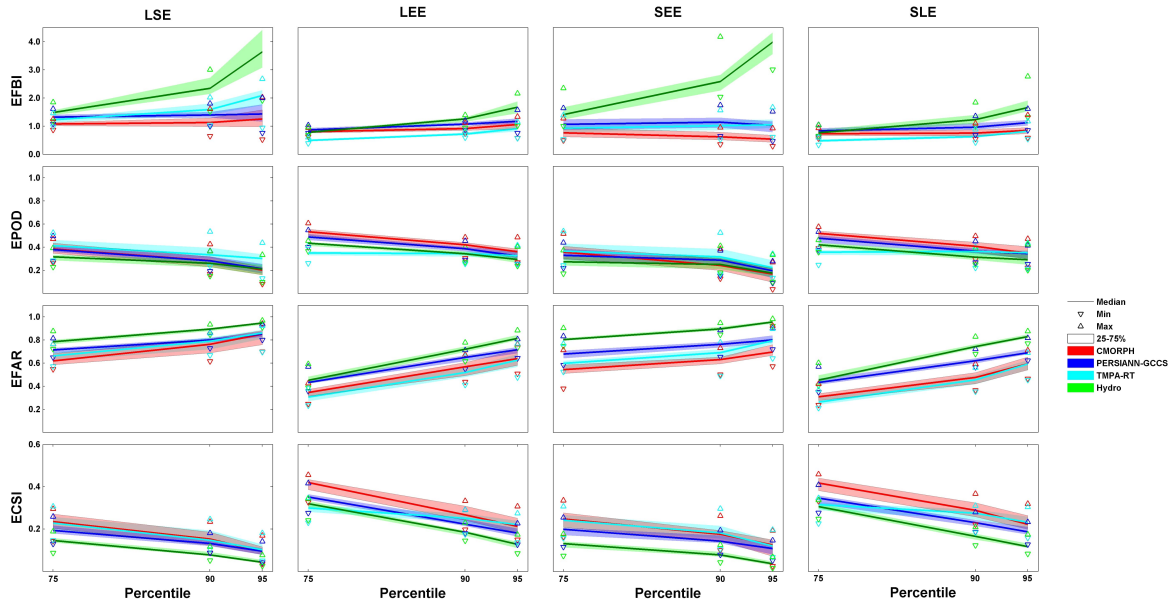 LSE LEE SEE SLE
EFBI
4.0
3.0
2.0
1.0
0.0
EPOD
1.0
0.8
0.6
0.4
0.2
EFAR
1.0
0.8
0.6
0.4
0.2
ECSI
0.6
0.4
0.2
75 90 95 75 90 95 75 90 95 75 90 95
Percentile Percentile Percentile Percentile
Median
Min
Max
25-75%
CMORPH
PERSIANN-GCCS
TMPA-RT
Hydro